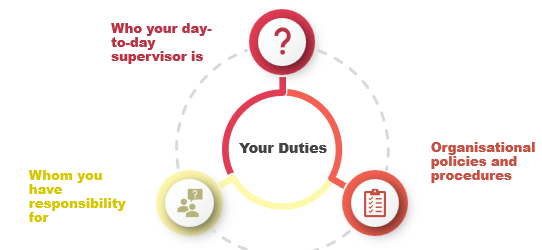 Who your day-
to-day
supervisor is
?
Your Duties
Organisational
policies and
procedures
Whom you
have
responsibility
for
?